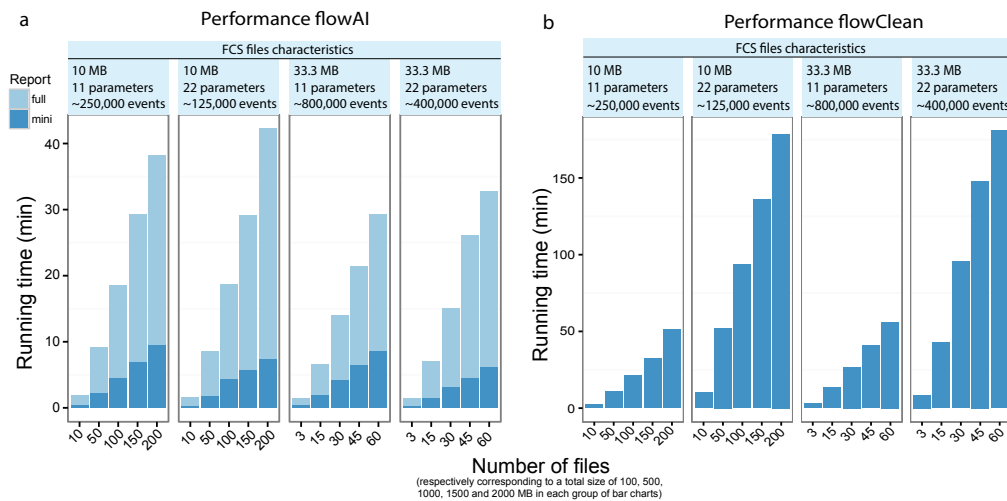 a
Performance flowAI
FCS files characteristics
10 MB
11 parameters
~250,000 events
10 MB
22 parameters
~125,000 events
33.3 MB
11 parameters
~800,000 events
33.3 MB
22 parameters
~400,000 events
Report
full
mini
Running time (min)
40
30
20
10
0
10 50 100 150 200
10 50 100 150 200
3 15 30 45 60
3 15 30 45 60
b
Performance flowClean
FCS files characteristics
10 MB
11 parameters
~250,000 events
10 MB
22 parameters
~125,000 events
33.3 MB
11 parameters
~800,000 events
33.3 MB
22 parameters
~400,000 events
Running time (min)
150
100
50
0
10 50 100 150 200
10 50 100 150 200
3 15 30 45 60
3 15 30 45 60
Number of files
(respectively corresponding to a total size of 100, 500,
1000, 1500 and 2000 MB in each group of bar charts)